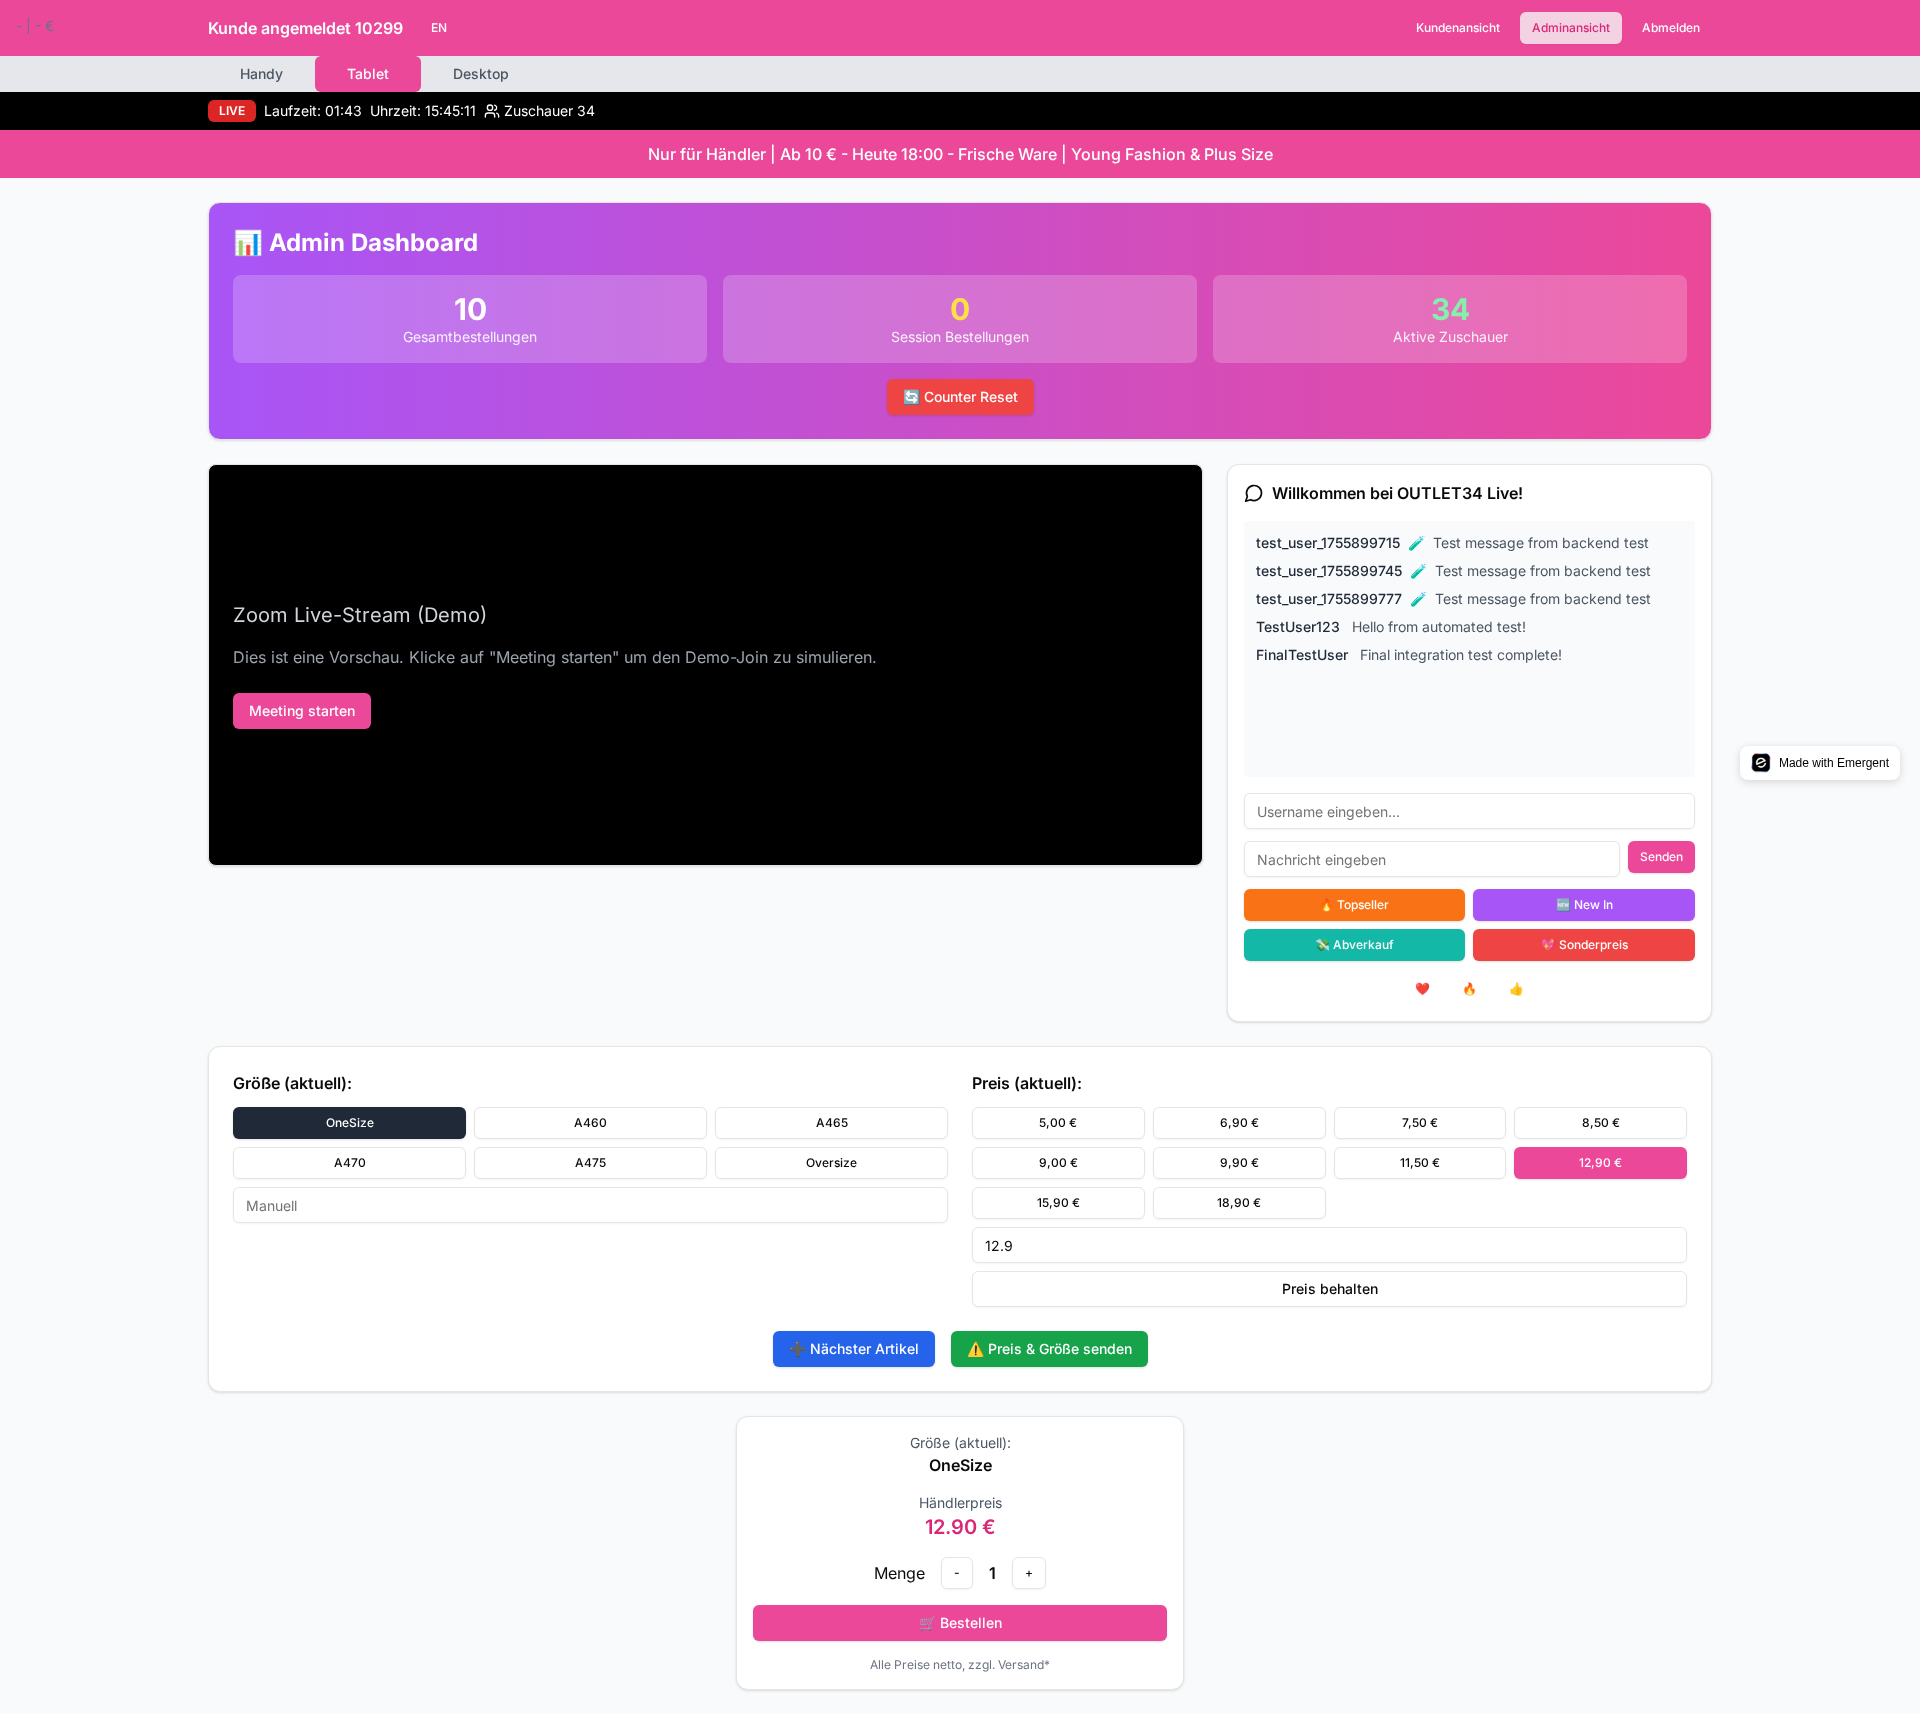 - | - €
Kunde angemeldet 10299 EN Kundenansicht Adminansicht Abmelden
Handy Tablet Desktop
LIVE Laufzeit: 01:43 Uhrzeit: 15:45:11 Zuschauer 34
Nur für Händler | Ab 10 € - Heute 18:00 - Frische Ware | Young Fashion & Plus Size
📊 Admin Dashboard
10
Gesamtbestellungen
0
Session Bestellungen
34
Aktive Zuschauer
🔄 Counter Reset
Zoom Live-Stream (Demo)
Dies ist eine Vorschau. Klicke auf "Meeting starten" um den Demo-Join zu simulieren.
Meeting starten
Willkommen bei OUTLET34 Live!
test_user_1755899715 🧪 Test message from backend test
test_user_1755899745 🧪 Test message from backend test
test_user_1755899777 🧪 Test message from backend test
TestUser123 Hello from automated test!
FinalTestUser Final integration test complete!
Username eingeben...
Nachricht eingeben Senden
🔥 Topseller 🆕 New In
💸 Abverkauf 💖 Sonderpreis
❤️ 🔥 👍
Made with Emergent
Größe (aktuell):
OneSize A460 A465
A470 A475 Oversize
Manuell
Preis (aktuell):
5,00 € 6,90 € 7,50 € 8,50 €
9,00 € 9,90 € 11,50 € 12,90 €
15,90 € 18,90 €
12.9
Preis behalten
➕ Nächster Artikel ⚠️ Preis & Größe senden
Größe (aktuell):
OneSize
Händlerpreis
12.90 €
Menge - 1 +
🛒 Bestellen
Alle Preise netto, zzgl. Versand*